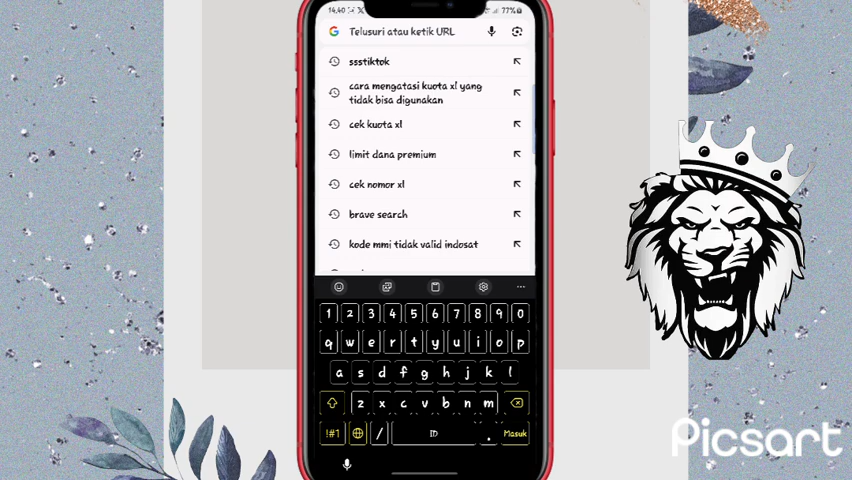 14.40
77%
Telusuri atau ketik URL
ssstiktok
cara mengatasi kuota xl yang
tidak bisa digunakan
cek kuota xl
limit dana premium
cek nomor xl
brave search
kode mmi tidak valid indosat
1 2 3 4 5 6 7 8 9 0
q w e r t y u i o p
a s d f g h j k l
z x c v b n m
!#1 / ID . Masuk
Picsart